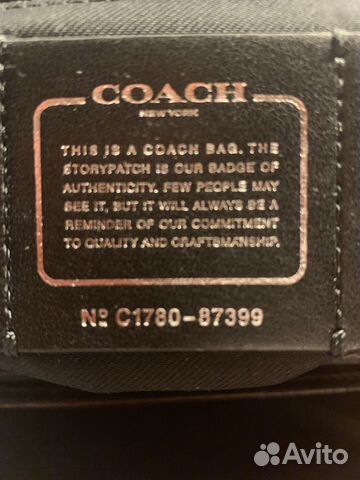 COACH
NEW YORK
THIS IS A COACH BAG. THE
STORYPATCH IS OUR BADGE OF
AUTHENTICITY. FEW PEOPLE MAY
SEE IT, BUT IT WILL ALWAYS BE A
REMINDER OF OUR COMMITMENT
TO QUALITY AND CRAFTSMANSHIP.
Nº C1780-87399
Avito